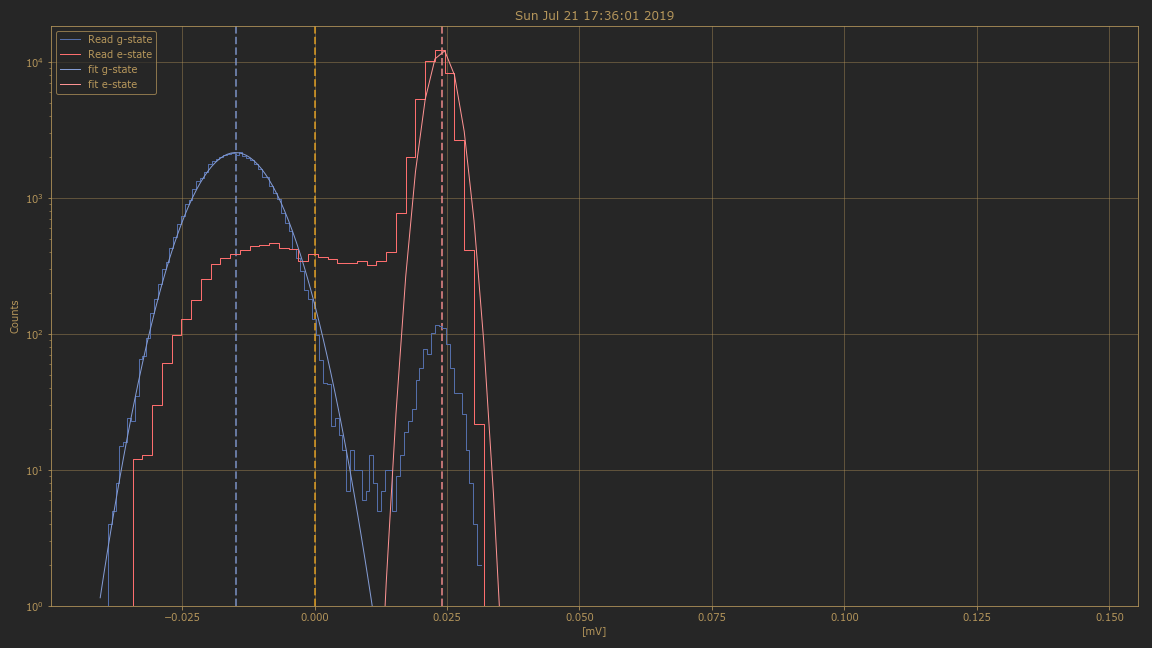 Sun Jul 21 17:36:01 2019
Read g-state
Read e-state
fit g-state
fit e-state
Counts
10⁴
10³
10²
10¹
10⁰
−0.025 0.000 0.025 0.050 0.075 0.100 0.125 0.150
[mV]